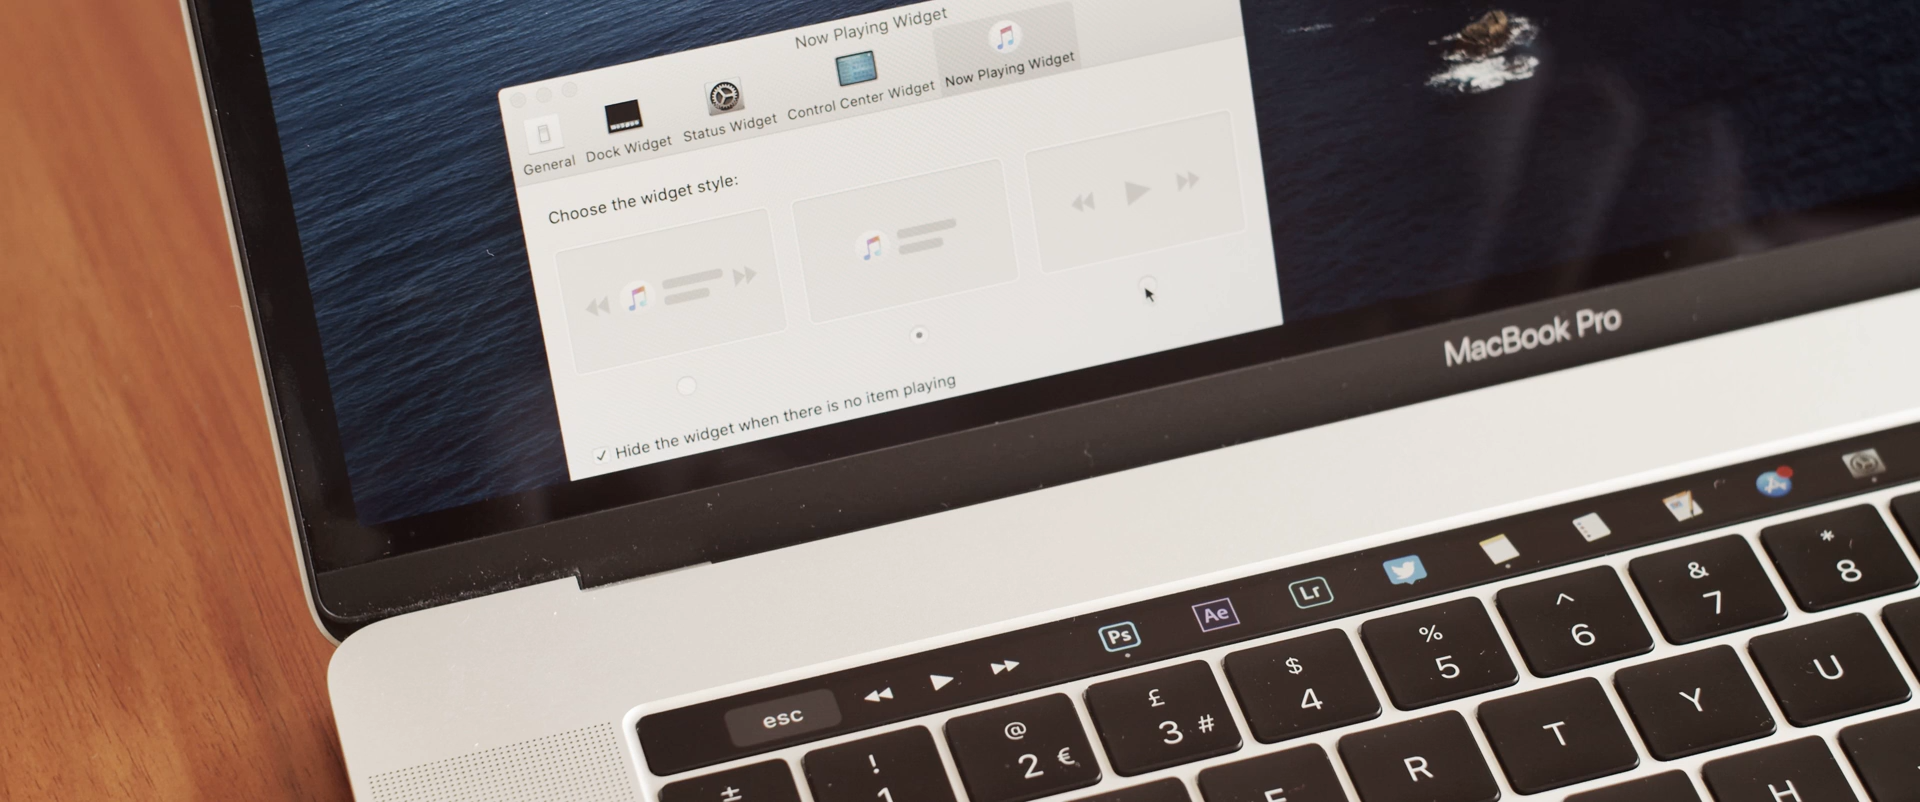 Now Playing Widget
General Dock Widget Status Widget Control Center Widget Now Playing Widget
Choose the widget style:
Hide the widget when there is no item playing
MacBook Pro
esc Ps Ae Lr
± ! @ £ $ % ^ & *
1 2 € 3 # 4 5 6 7 8
E R T Y U
H